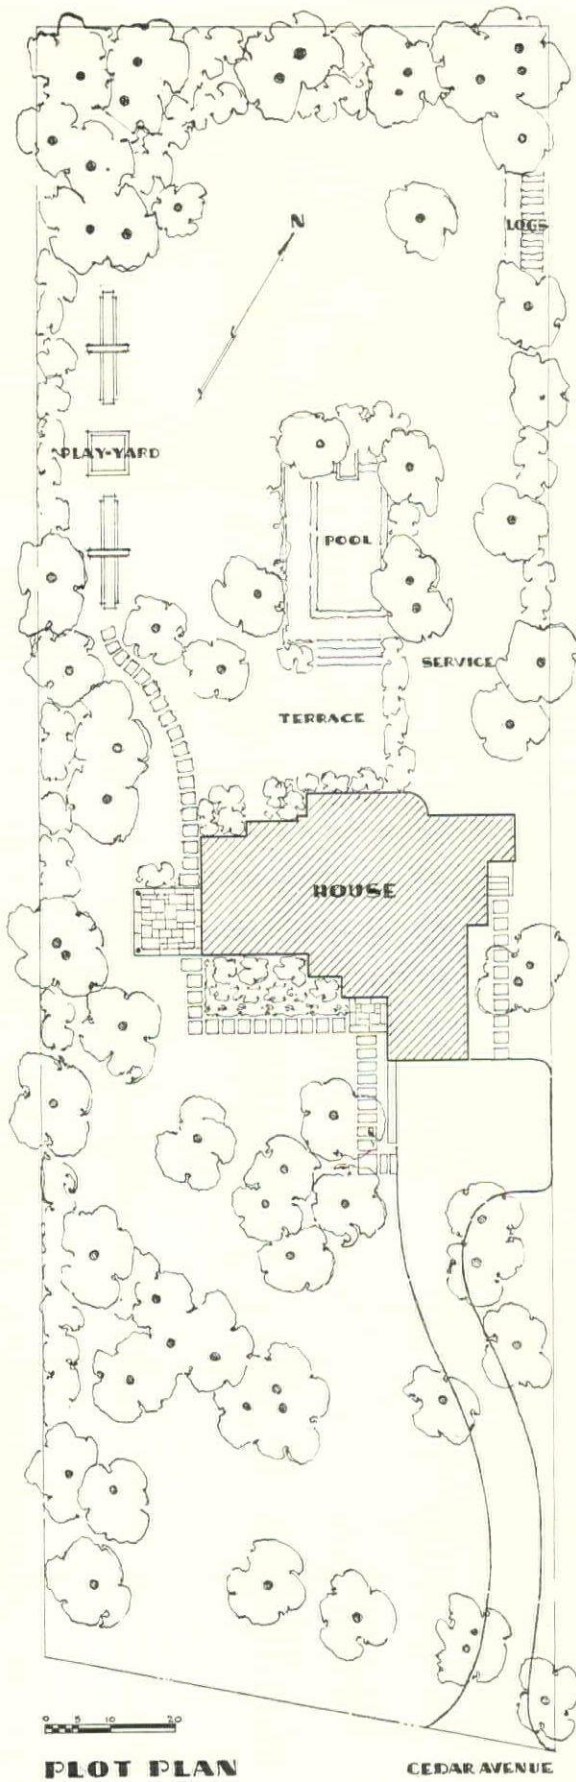 N
LOGS
PLAY-YARD
POOL
SERVICE
TERRACE
HOUSE
0 5 10 20
PLOT PLAN
CEDAR AVENUE